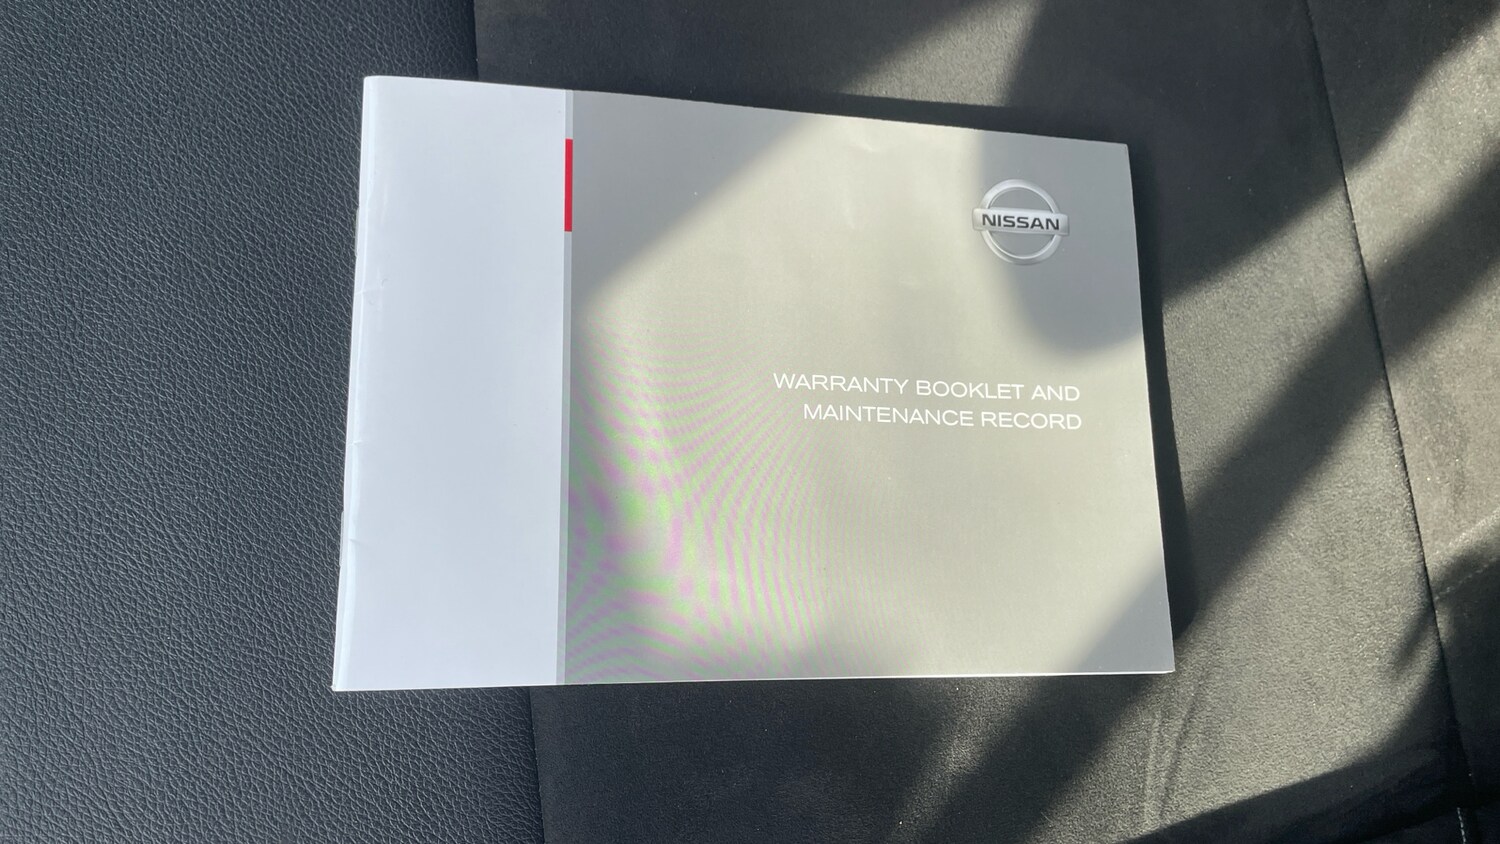 NISSAN
WARRANTY BOOKLET AND
MAINTENANCE RECORD